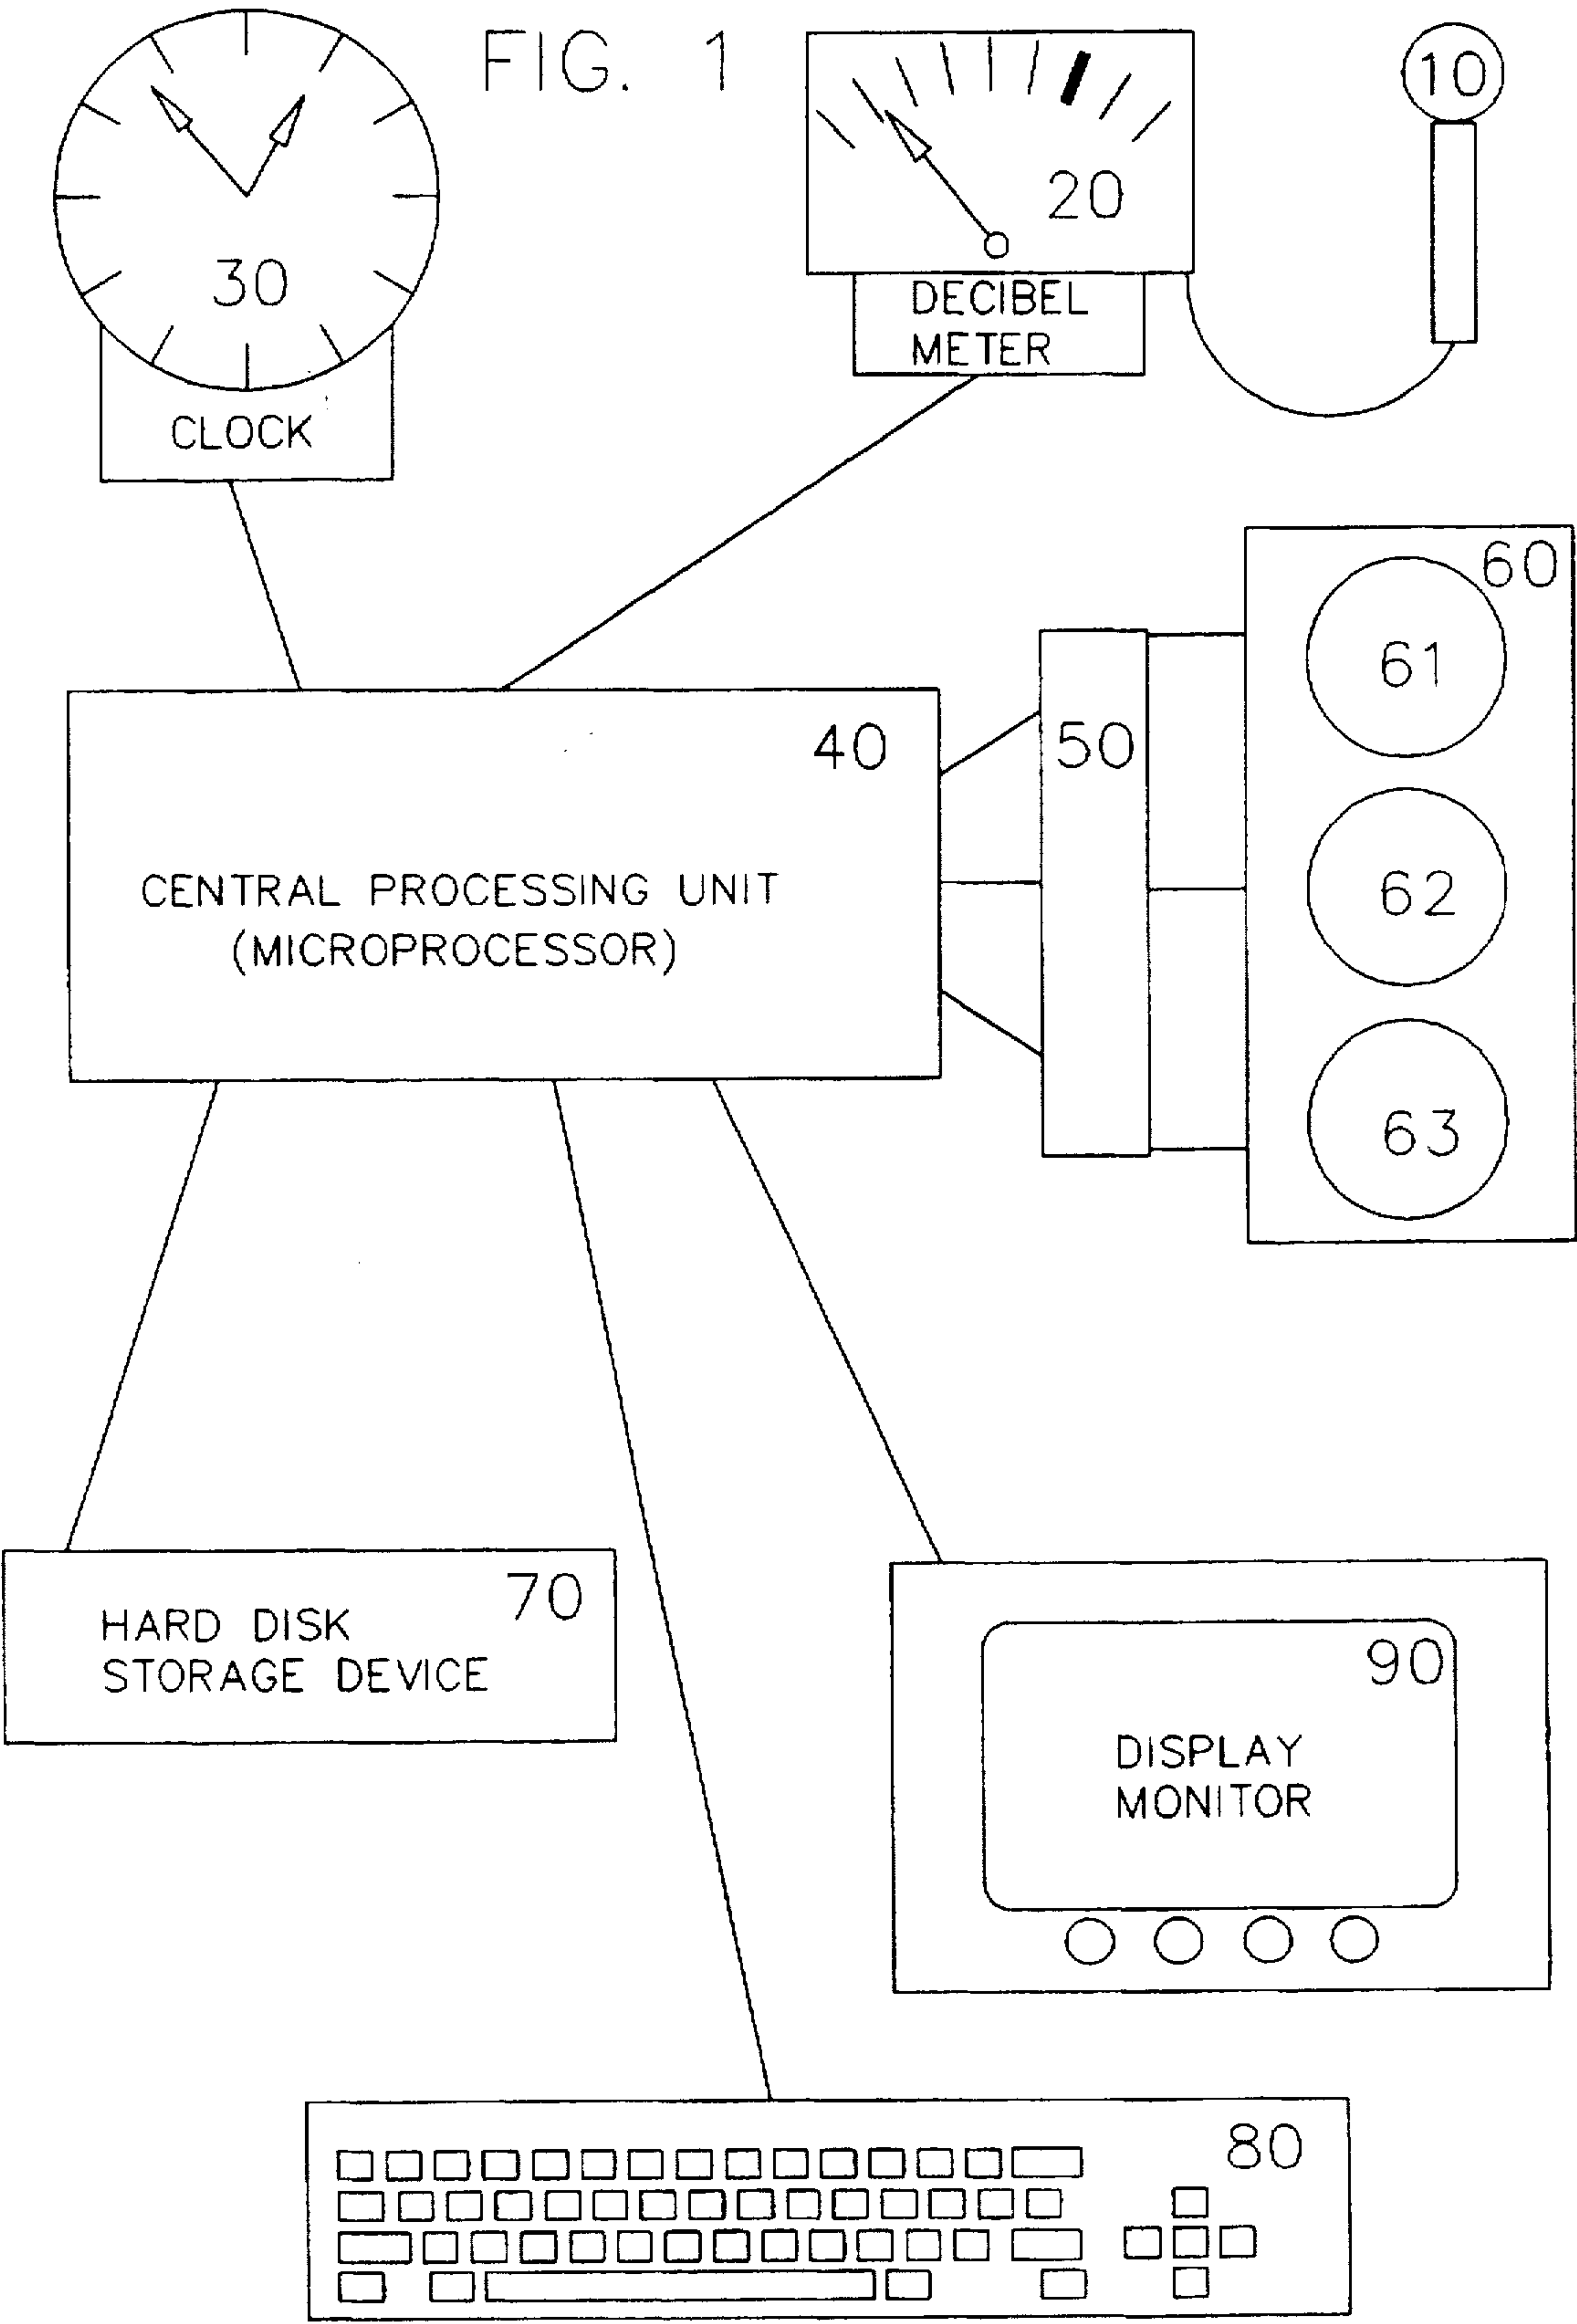 FIG. 1
10
20
30
DECIBEL
METER
CLOCK
60
61
40
50
CENTRAL PROCESSING UNIT
(MICROPROCESSOR)
62
63
70
HARD DISK
STORAGE DEVICE
90
DISPLAY
MONITOR
80